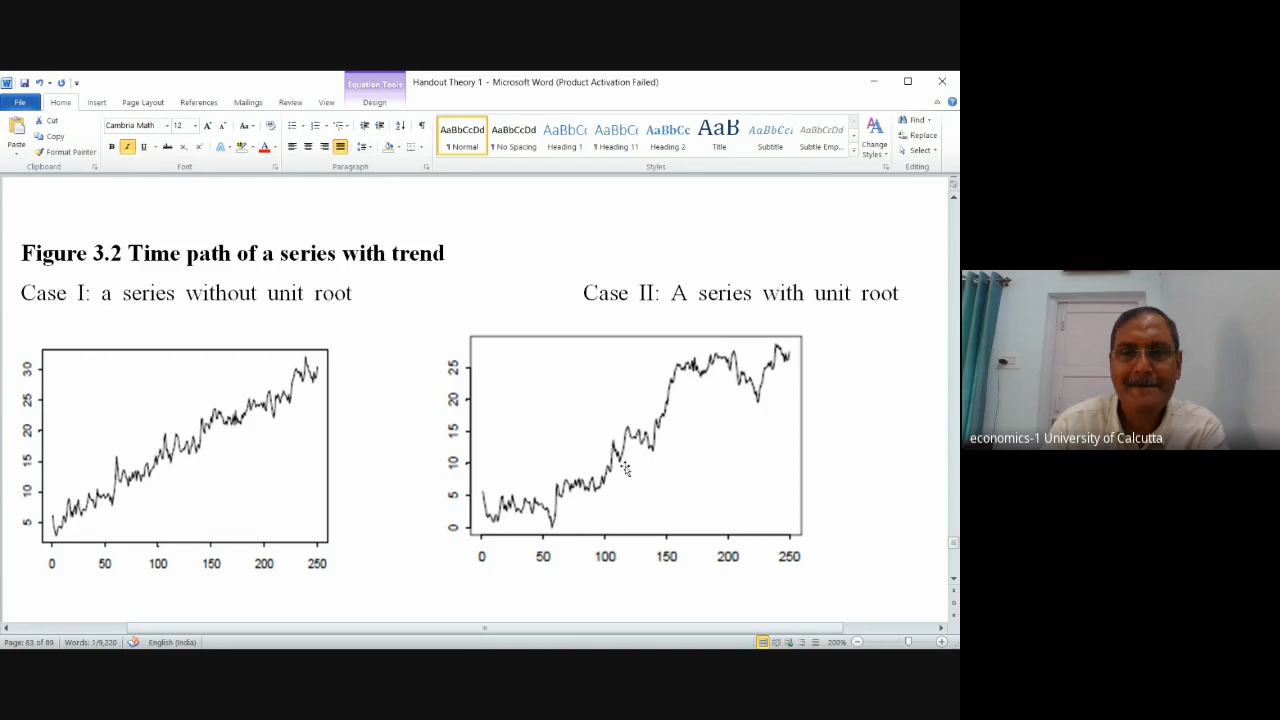 Equation Tools
Handout Theory 1 - Microsoft Word (Product Activation Failed)
File Home Insert Page Layout References Mailings Review View Design
Paste
Cut
Copy
Format Painter
Clipboard
Cambria Math 12
Font
Paragraph
AaBbCcDd AaBbCcDd AaBbC AaBbCc AaBbCc AaB AaBbCcI AaBbCcDd
¶ Normal ¶ No Spacing Heading 1 ¶ Heading 11 Heading 2 Title Subtitle Subtle Emp...
Change Styles
Styles
Find
Replace
Select
Editing
Figure 3.2 Time path of a series with trend
Case I: a series without unit root Case II: A series with unit root
30
25
20
15
10
5
0 50 100 150 200 250
25
20
15
10
5
0
0 50 100 150 200 250
economics-1 University of Calcutta
Page: 83 of 89 Words: 1/9,220 English (India) 200%